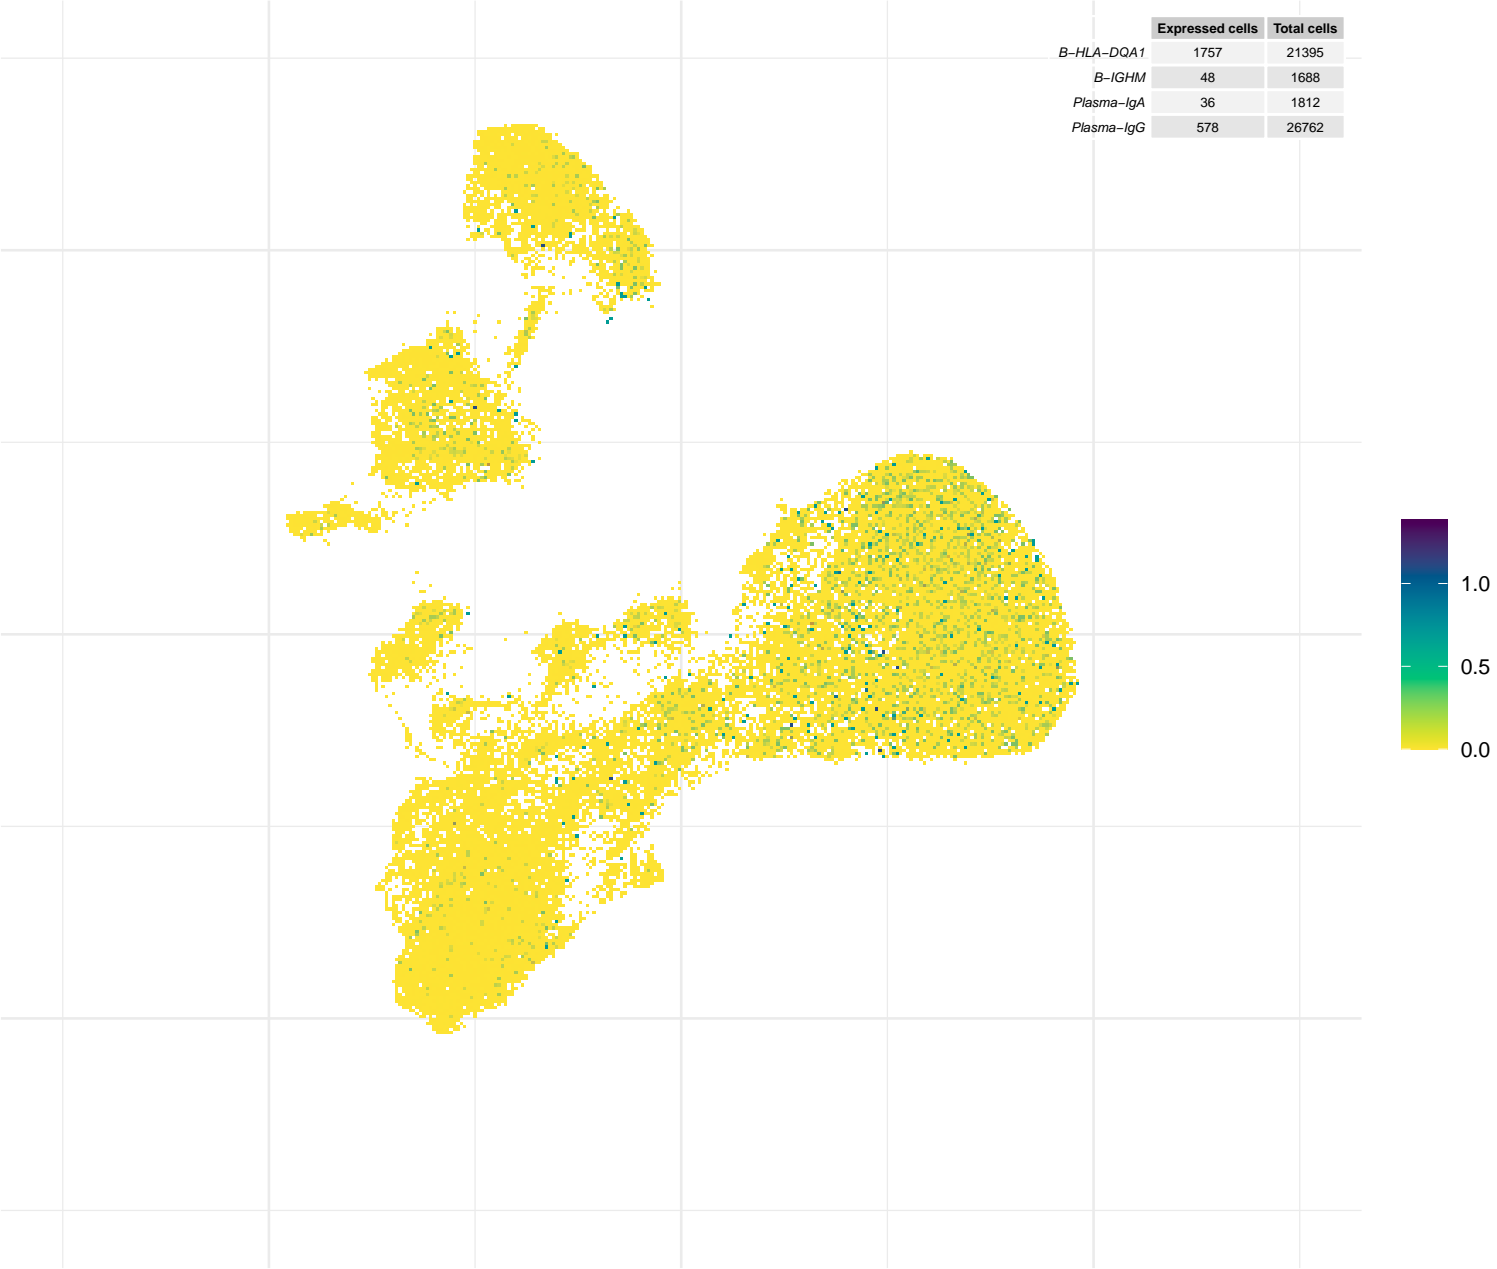 Expressed cells Total cells
B−HLA−DQA1 1757 21395
B−IGHM 48 1688
Plasma−IgA 36 1812
Plasma−IgG 578 26762
1.0
0.5
0.0